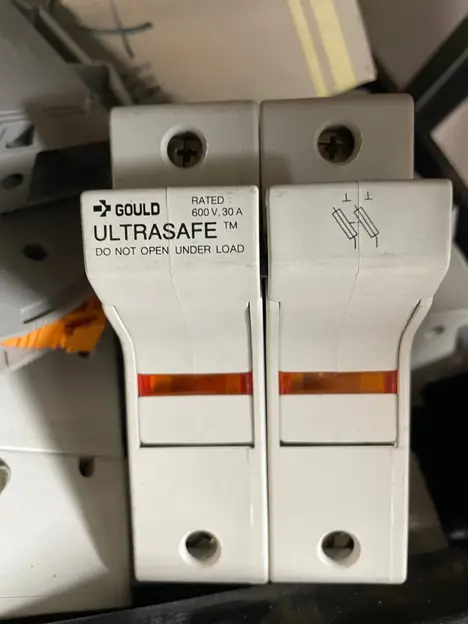 GOULD
RATED:
600 V, 30 A
ULTRASAFE ™
DO NOT OPEN UNDER LOAD